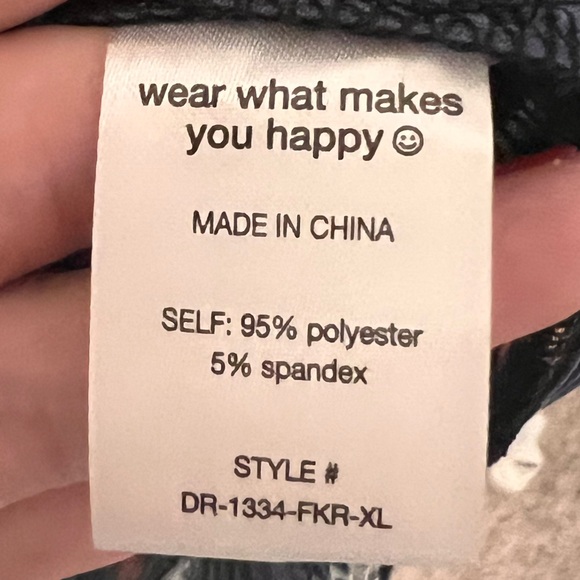 wear what makes
you happy ☺
MADE IN CHINA
SELF: 95% polyester
5% spandex
STYLE #
DR-1334-FKR-XL